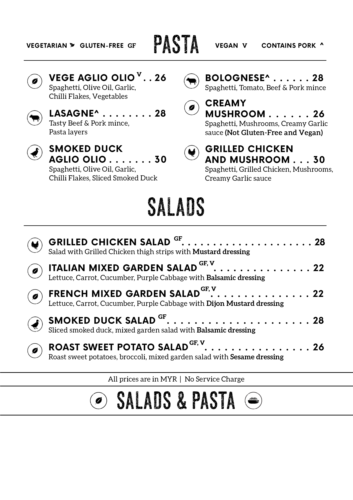 VEGETARIAN GLUTEN-FREE GF PASTA VEGAN V CONTAINS PORK ^
VEGE AGLIO OLIO V . . 26
Spaghetti, Olive Oil, Garlic,
Chilli Flakes, Vegetables
LASAGNE^ . . . . . . . . 28
Tasty Beef & Pork mince,
Pasta layers
SMOKED DUCK
AGLIO OLIO . . . . . . . 30
Spaghetti, Olive Oil, Garlic,
Chilli Flakes, Sliced Smoked Duck
BOLOGNESE^ . . . . . . 28
Spaghetti, Tomato, Beef & Pork mince
CREAMY
MUSHROOM . . . . . . 26
Spaghetti, Mushrooms, Creamy Garlic
sauce (Not Gluten-Free and Vegan)
GRILLED CHICKEN
AND MUSHROOM . . . 30
Spaghetti, Grilled Chicken, Mushrooms,
Creamy Garlic sauce
SALADS
GRILLED CHICKEN SALAD GF . . . . . . . . . . . . . . . . . . . . . 28
Salad with Grilled Chicken thigh strips with Mustard dressing
ITALIAN MIXED GARDEN SALAD GF, V . . . . . . . . . . . . . . . 22
Lettuce, Carrot, Cucumber, Purple Cabbage with Balsamic dressing
FRENCH MIXED GARDEN SALAD GF, V . . . . . . . . . . . . . . . 22
Lettuce, Carrot, Cucumber, Purple Cabbage with Dijon Mustard dressing
SMOKED DUCK SALAD GF . . . . . . . . . . . . . . . . . . . . . . 28
Sliced smoked duck, mixed garden salad with Balsamic dressing
ROAST SWEET POTATO SALAD GF, V . . . . . . . . . . . . . . . . 26
Roast sweet potatoes, broccoli, mixed garden salad with Sesame dressing
All prices are in MYR | No Service Charge
SALADS & PASTA